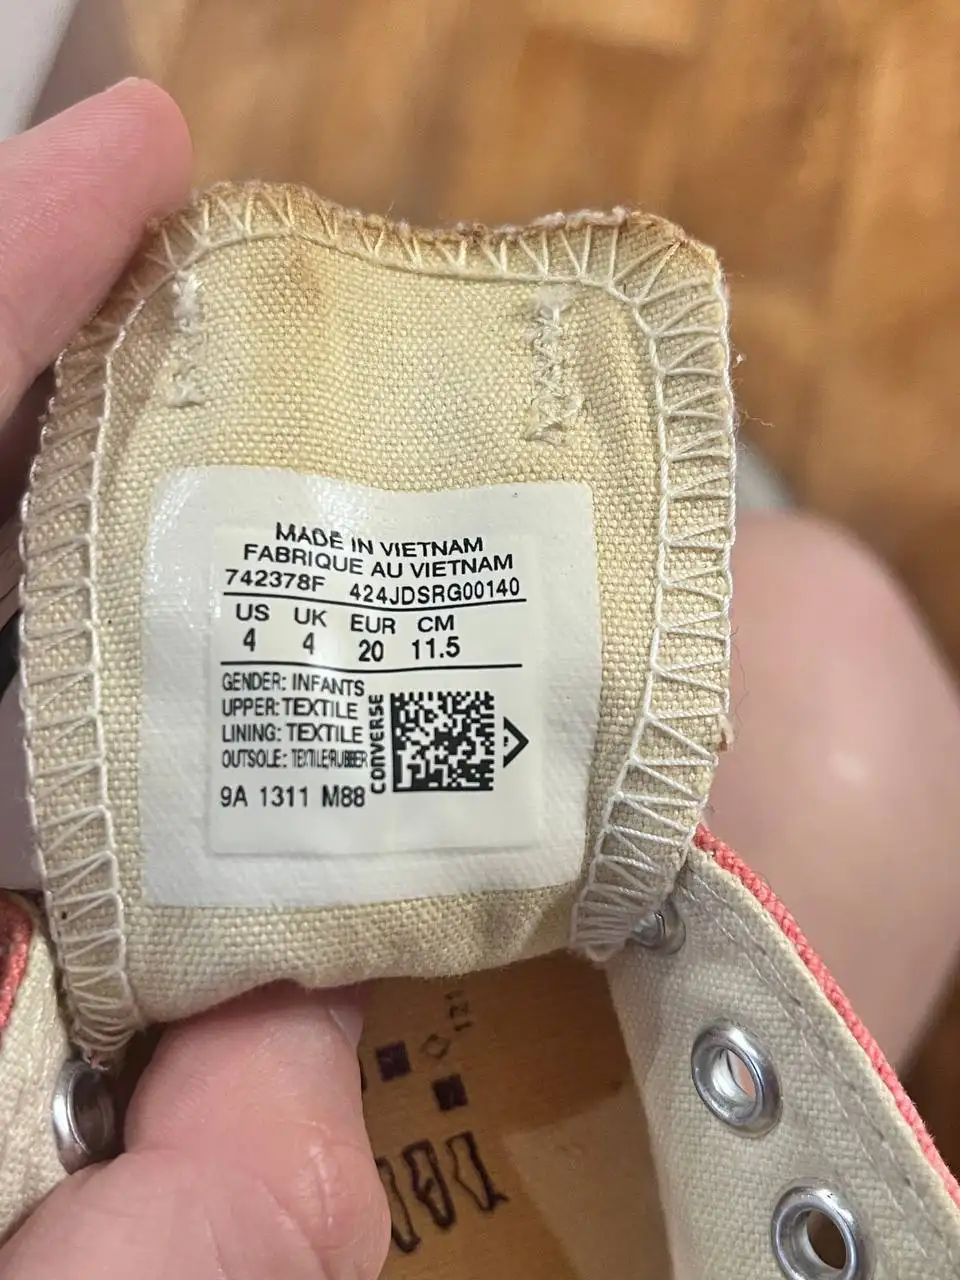 MADE IN VIETNAM
FABRIQUE AU VIETNAM
742378F 424JDSRG00140
US UK EUR CM
4 4 20 11.5
GENDER: INFANTS
UPPER: TEXTILE
LINING: TEXTILE
OUTSOLE: TEXTILE/RUBBER
CONVERSE
9A 1311 M88